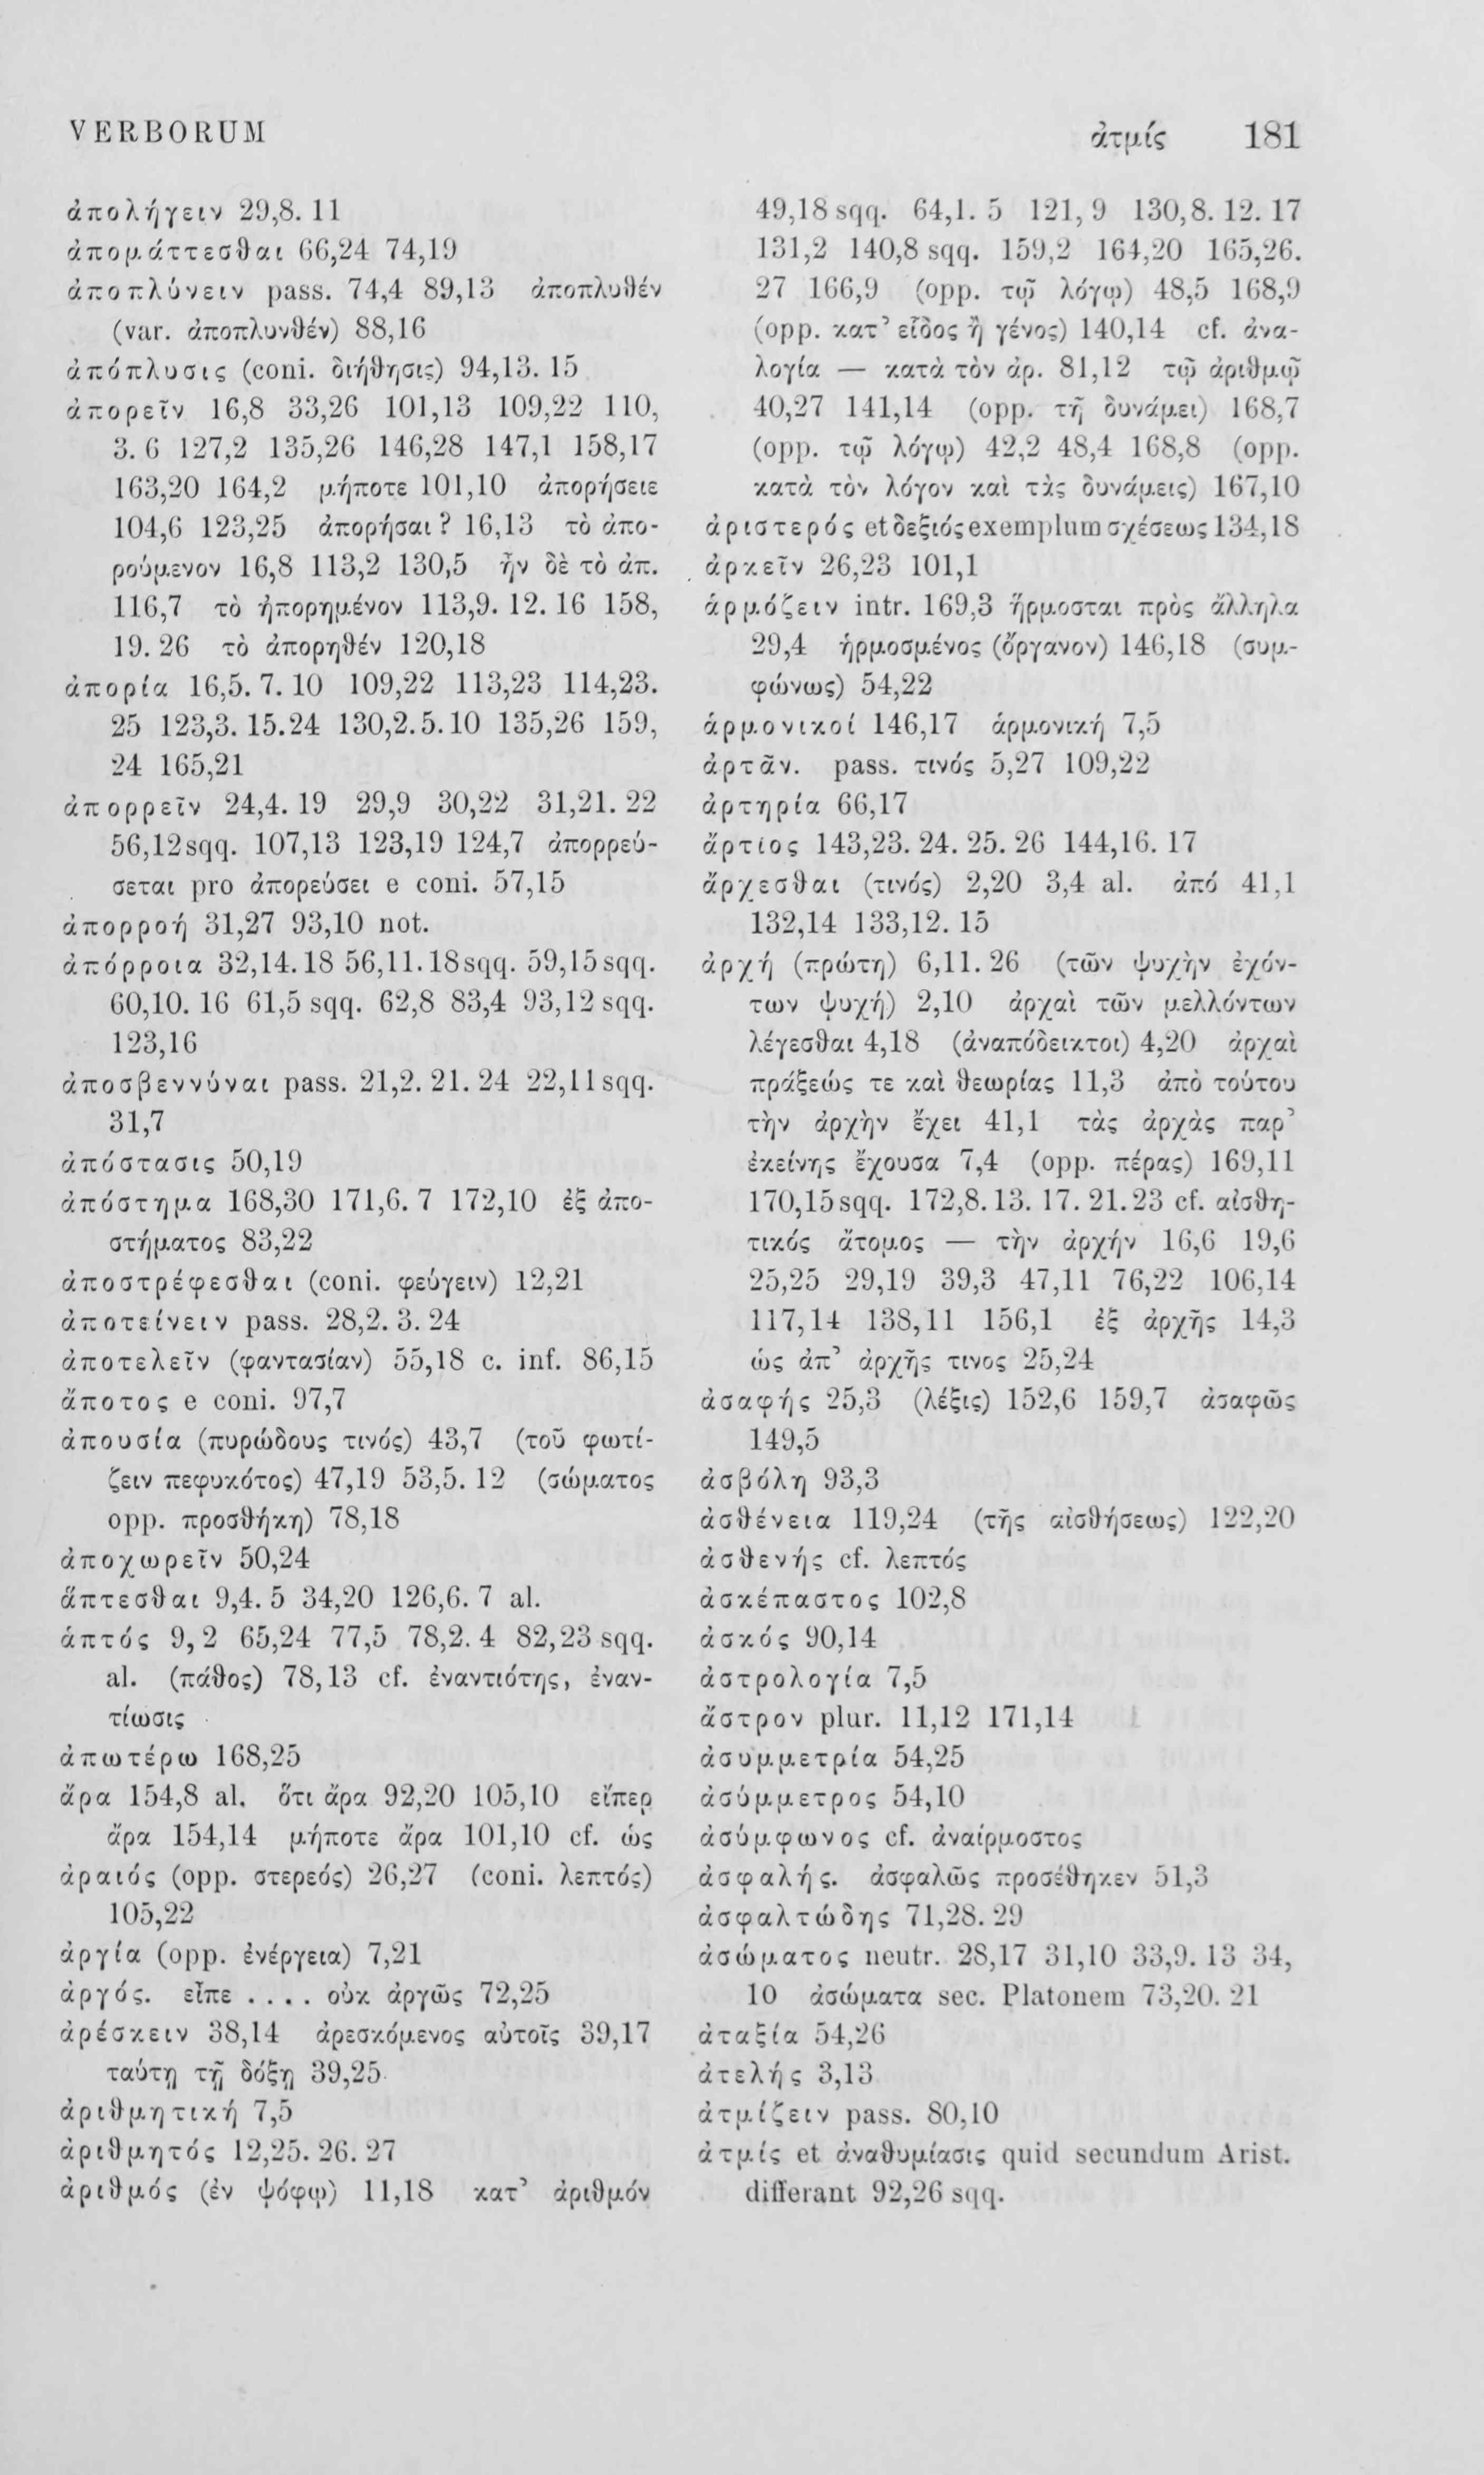 VERBORUM
ἀτμίς 181
ἀπολήγειν 29,8. 11
ἀπομάττεσθαι 66,24 74,19
ἀποπλύνειν pass. 74,4 89,13 ἀποπλυθέν
(var. ἀποπλυνθέν) 88,16
ἀπόπλυσις (coni. διήθησις) 94,13. 15
ἀπορεῖν 16,8 33,26 101,13 109,22 110,
3. 6 127,2 135,26 146,28 147,1 158,17
163,20 164,2 μήποτε 101,10 ἀπορήσειε
104,6 123,25 ἀπορήσαι? 16,13 τὸ ἀπο-
ρούμενον 16,8 113,2 130,5 ἦν δὲ τὸ ἀπ.
116,7 τὸ ἠπορημένον 113,9. 12. 16 158,
19. 26 τὸ ἀπορηθέν 120,18
ἀπορία 16,5. 7. 10 109,22 113,23 114,23.
25 123,3. 15. 24 130,2. 5. 10 135,26 159,
24 165,21
ἀπορρεῖν 24,4. 19 29,9 30,22 31,21. 22
56,12 sqq. 107,13 123,19 124,7 ἀπορρεύ-
σεται pro ἀπορεύσει e coni. 57,15
ἀπορροή 31,27 93,10 not.
ἀπόρροια 32,14. 18 56,11. 18 sqq. 59,15 sqq.
60,10. 16 61,5 sqq. 62,8 83,4 93,12 sqq.
123,16
ἀποσβεννύναι pass. 21,2. 21. 24 22,11 sqq.
31,7
ἀπόστασις 50,19
ἀπόστημα 168,30 171,6. 7 172,10 ἐξ ἀπο-
στήματος 83,22
ἀποστρέφεσθαι (coni. φεύγειν) 12,21
ἀποτείνειν pass. 28,2. 3. 24
ἀποτελεῖν (φαντασίαν) 55,18 c. inf. 86,15
ἄποτος e coni. 97,7
ἀπουσία (πυρώδους τινός) 43,7 (τοῦ φωτί-
ζειν πεφυκότος) 47,19 53,5. 12 (σώματος
opp. προσθήκη) 78,18
ἀποχωρεῖν 50,24
ἅπτεσθαι 9,4. 5 34,20 126,6. 7 al.
ἁπτός 9,2 65,24 77,5 78,2. 4 82,23 sqq.
al. (πάθος) 78,13 cf. ἐναντιότης, ἐναν-
τίωσις
ἀπωτέρω 168,25
ἄρα 154,8 al. ὅτι ἄρα 92,20 105,10 εἴπερ
ἄρα 154,14 μήποτε ἄρα 101,10 cf. ὡς
ἀραιός (opp. στερεός) 26,27 (coni. λεπτός)
105,22
ἀργία (opp. ἐνέργεια) 7,21
ἀργός. εἶπε .... οὐκ ἀργῶς 72,25
ἀρέσκειν 38,14 ἀρεσκόμενος αὐτοῖς 39,17
ταύτῃ τῇ δόξῃ 39,25
ἀριθμητική 7,5
ἀριθμητός 12,25. 26. 27
ἀριθμός (ἐν ψόφῳ) 11,18 κατ' ἀριθμόν
49,18 sqq. 64,1. 5 121,9 130,8. 12. 17
131,2 140,8 sqq. 159,2 164,20 165,26.
27 166,9 (opp. τῷ λόγῳ) 48,5 168,9
(opp. κατ' εἶδος ἢ γένος) 140,14 cf. ἀνα-
λογία — κατὰ τὸν ἀρ. 81,12 τῷ ἀριθμῷ
40,27 141,14 (opp. τῇ δυνάμει) 168,7
(opp. τῷ λόγῳ) 42,2 48,4 168,8 (opp.
κατὰ τὸν λόγον καὶ τὰς δυνάμεις) 167,10
ἀριστερός et δεξιός exemplum σχέσεως 134,18
ἀρκεῖν 26,23 101,1
ἁρμόζειν intr. 169,3 ἥρμοσται πρὸς ἄλληλα
29,4 ἡρμοσμένος (ὄργανον) 146,18 (συμ-
φώνως) 54,22
ἁρμονικοί 146,17 ἁρμονική 7,5
ἀρτᾶν. pass. τινός 5,27 109,22
ἀρτηρία 66,17
ἄρτιος 143,23. 24. 25. 26 144,16. 17
ἄρχεσθαι (τινός) 2,20 3,4 al. ἀπό 41,1
132,14 133,12. 15
ἀρχή (πρώτη) 6,11. 26 (τῶν ψυχὴν ἐχόν-
των ψυχή) 2,10 ἀρχαὶ τῶν μελλόντων
λέγεσθαι 4,18 (ἀναπόδεικτοι) 4,20 ἀρχαὶ
πράξεώς τε καὶ θεωρίας 11,3 ἀπὸ τούτου
τὴν ἀρχὴν ἔχει 41,1 τὰς ἀρχὰς παρ'
ἐκείνης ἔχουσα 7,4 (opp. πέρας) 169,11
170,15 sqq. 172,8. 13. 17. 21. 23 cf. αἰσθη-
τικός ἄτομος — τὴν ἀρχήν 16,6 19,6
25,25 29,19 39,3 47,11 76,22 106,14
117,14 138,11 156,1 ἐξ ἀρχῆς 14,3
ὡς ἀπ' ἀρχῆς τινος 25,24
ἀσαφής 25,3 (λέξις) 152,6 159,7 ἀσαφῶς
149,5
ἀσβόλη 93,3
ἀσθένεια 119,24 (τῆς αἰσθήσεως) 122,20
ἀσθενής cf. λεπτός
ἀσκέπαστος 102,8
ἀσκός 90,14
ἀστρολογία 7,5
ἄστρον plur. 11,12 171,14
ἀσυμμετρία 54,25
ἀσύμμετρος 54,10
ἀσύμφωνος cf. ἀναίρμοστος
ἀσφαλής. ἀσφαλῶς προσέθηκεν 51,3
ἀσφαλτώδης 71,28. 29
ἀσώματος neutr. 28,17 31,10 33,9. 13 34,
10 ἀσώματα sec. Platonem 73,20. 21
ἀταξία 54,26
ἀτελής 3,13
ἀτμίζειν pass. 80,10
ἀτμίς et ἀναθυμίασις quid secundum Arist.
differant 92,26 sqq.